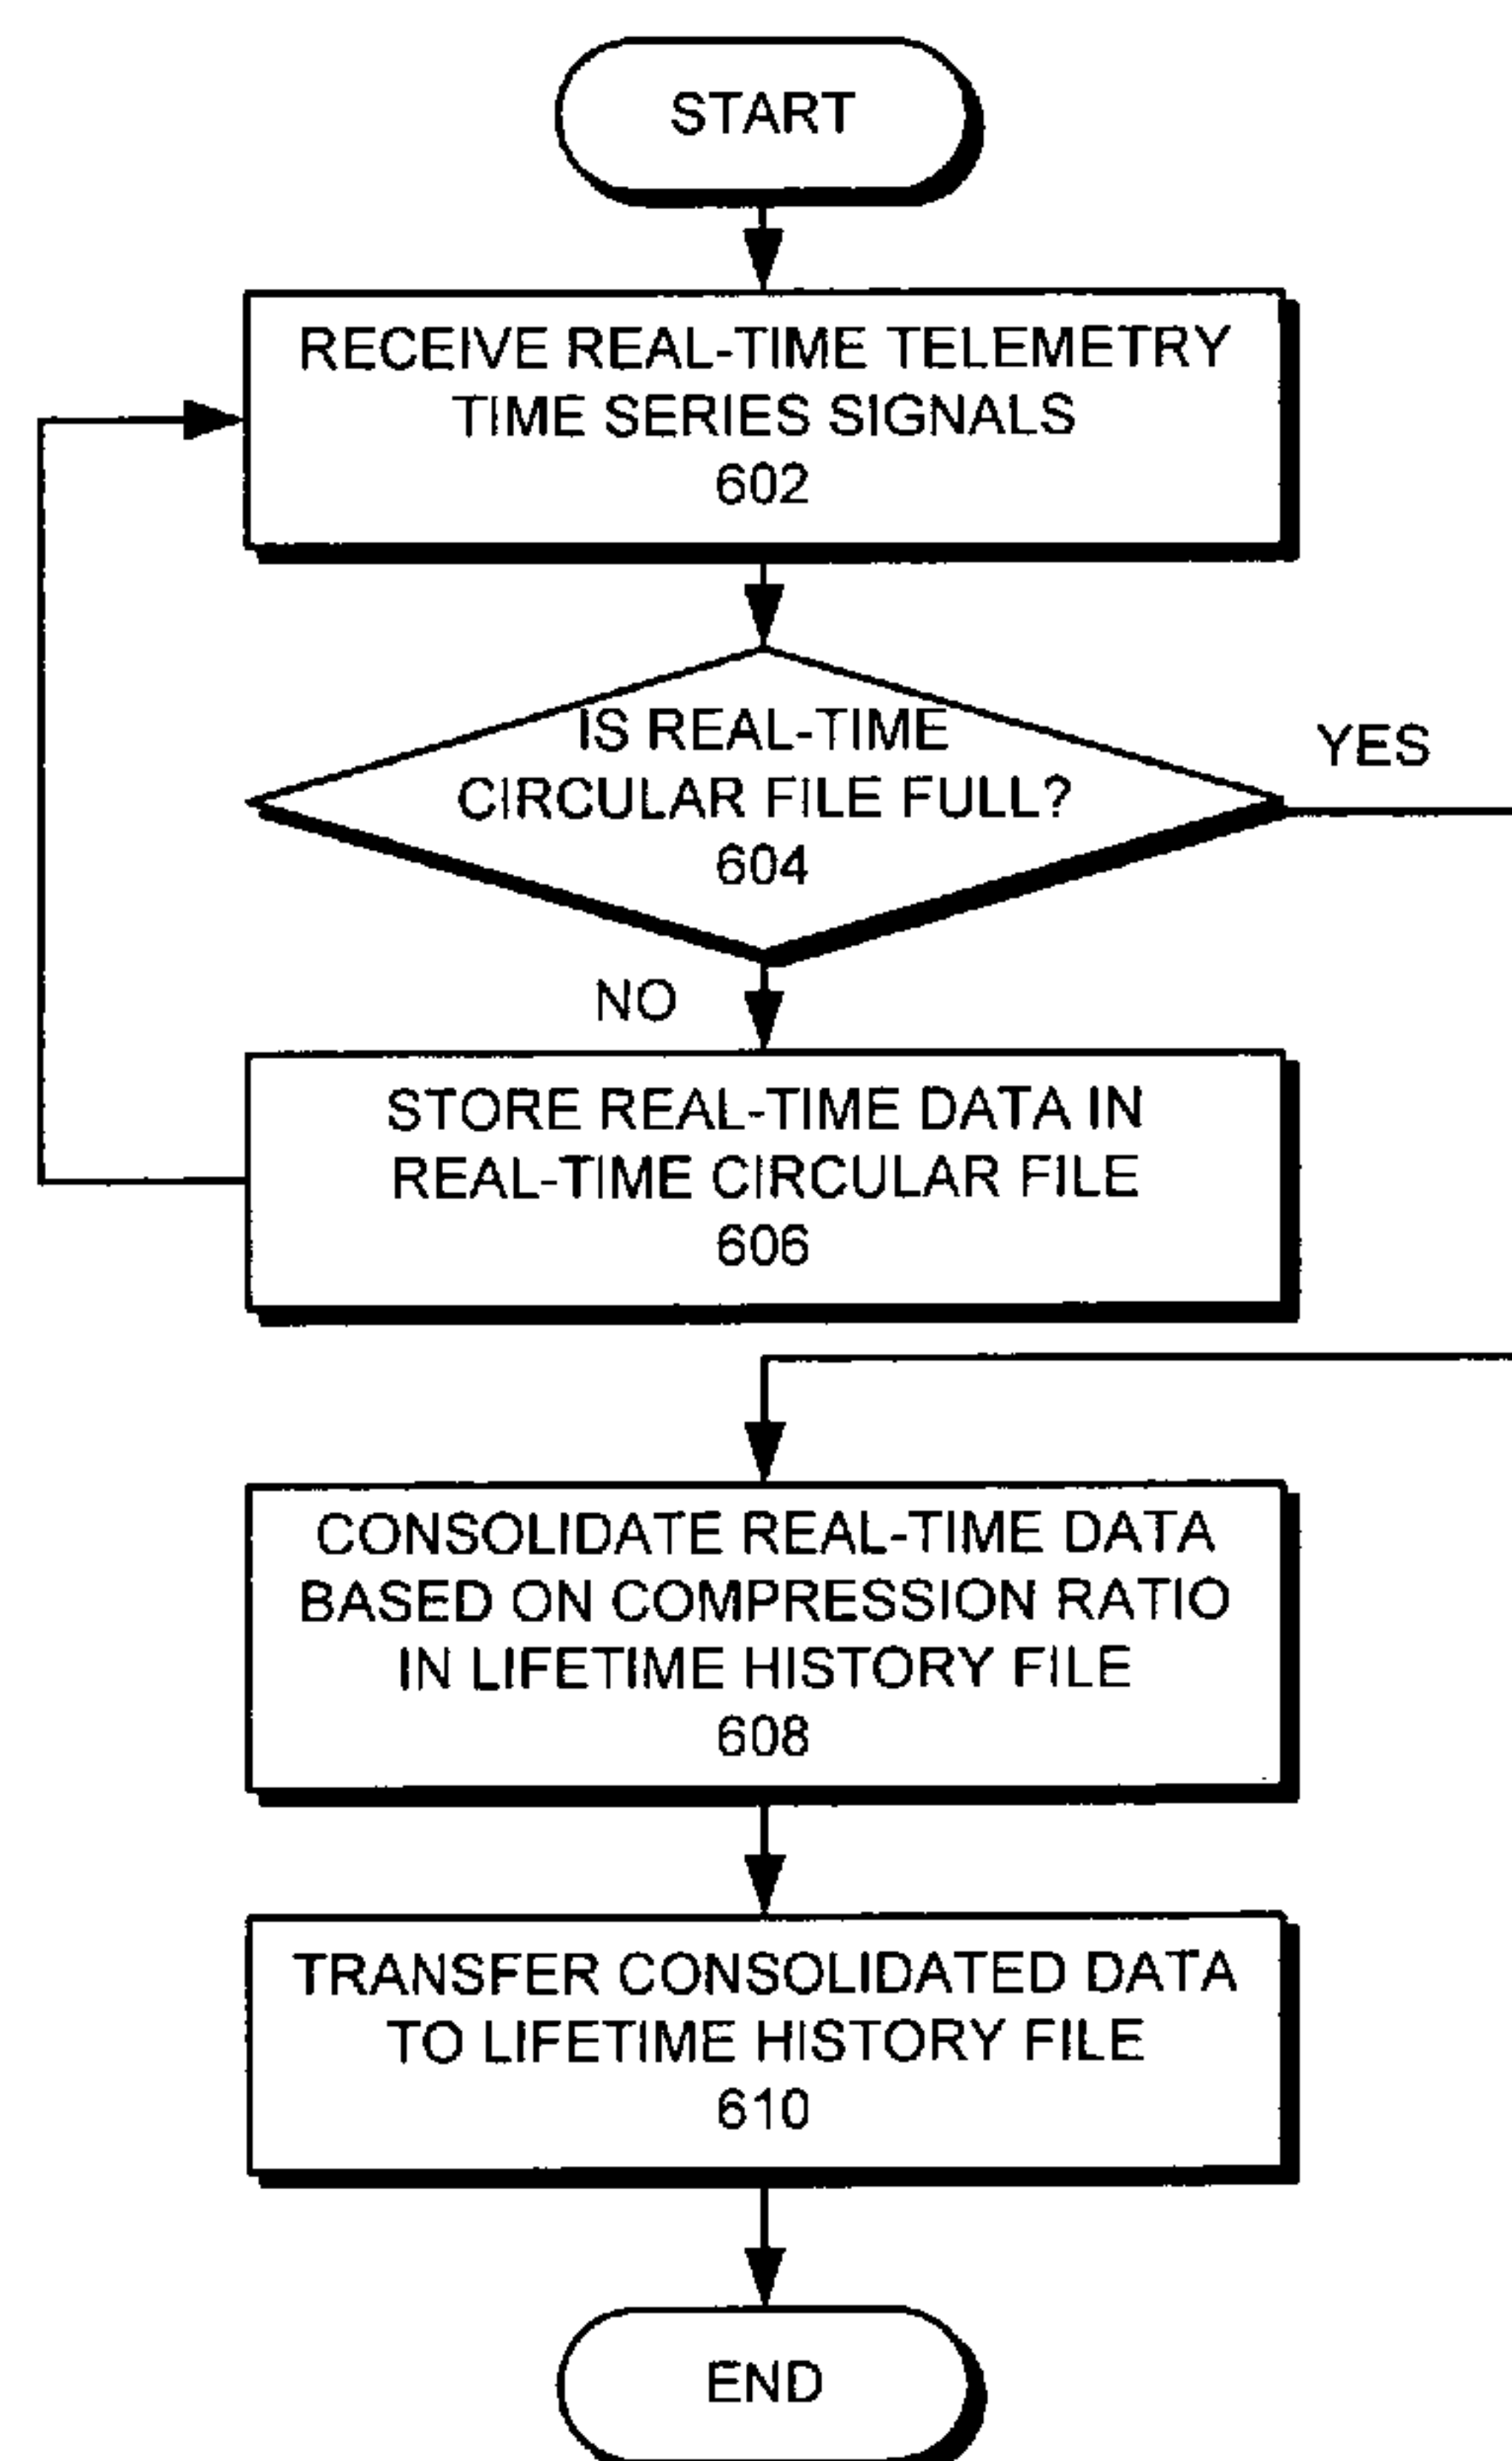 START
RECEIVE REAL-TIME TELEMETRY
TIME SERIES SIGNALS
602
IS REAL-TIME
CIRCULAR FILE FULL?
604
YES
NO
STORE REAL-TIME DATA IN
REAL-TIME CIRCULAR FILE
606
CONSOLIDATE REAL-TIME DATA
BASED ON COMPRESSION RATIO
IN LIFETIME HISTORY FILE
608
TRANSFER CONSOLIDATED DATA
TO LIFETIME HISTORY FILE
610
END